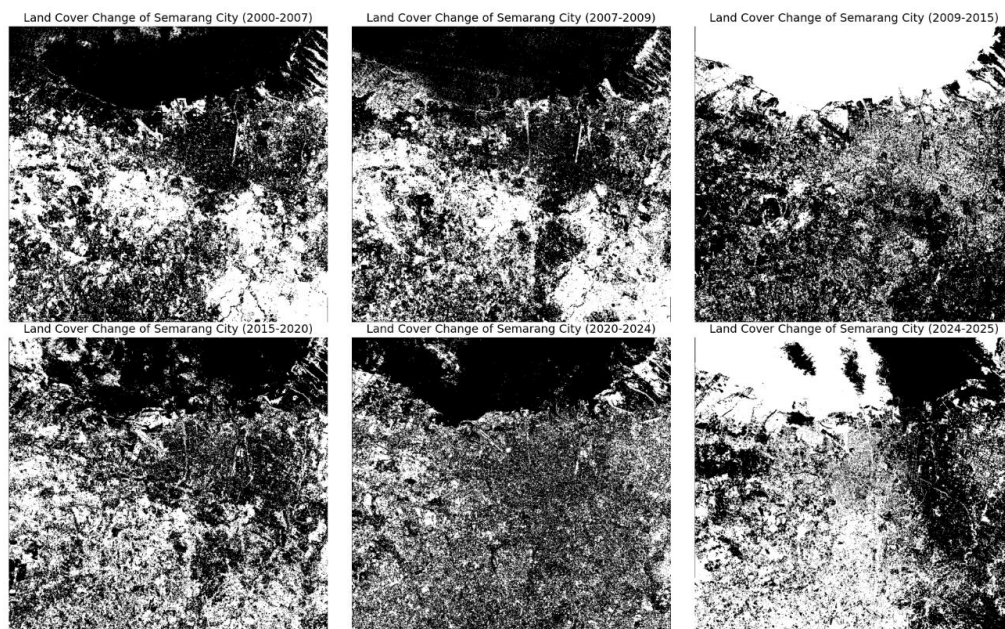 Land Cover Change of Semarang City (2000-2007)
Land Cover Change of Semarang City (2007-2009)
Land Cover Change of Semarang City (2009-2015)
Land Cover Change of Semarang City (2015-2020)
Land Cover Change of Semarang City (2020-2024)
Land Cover Change of Semarang City (2024-2025)